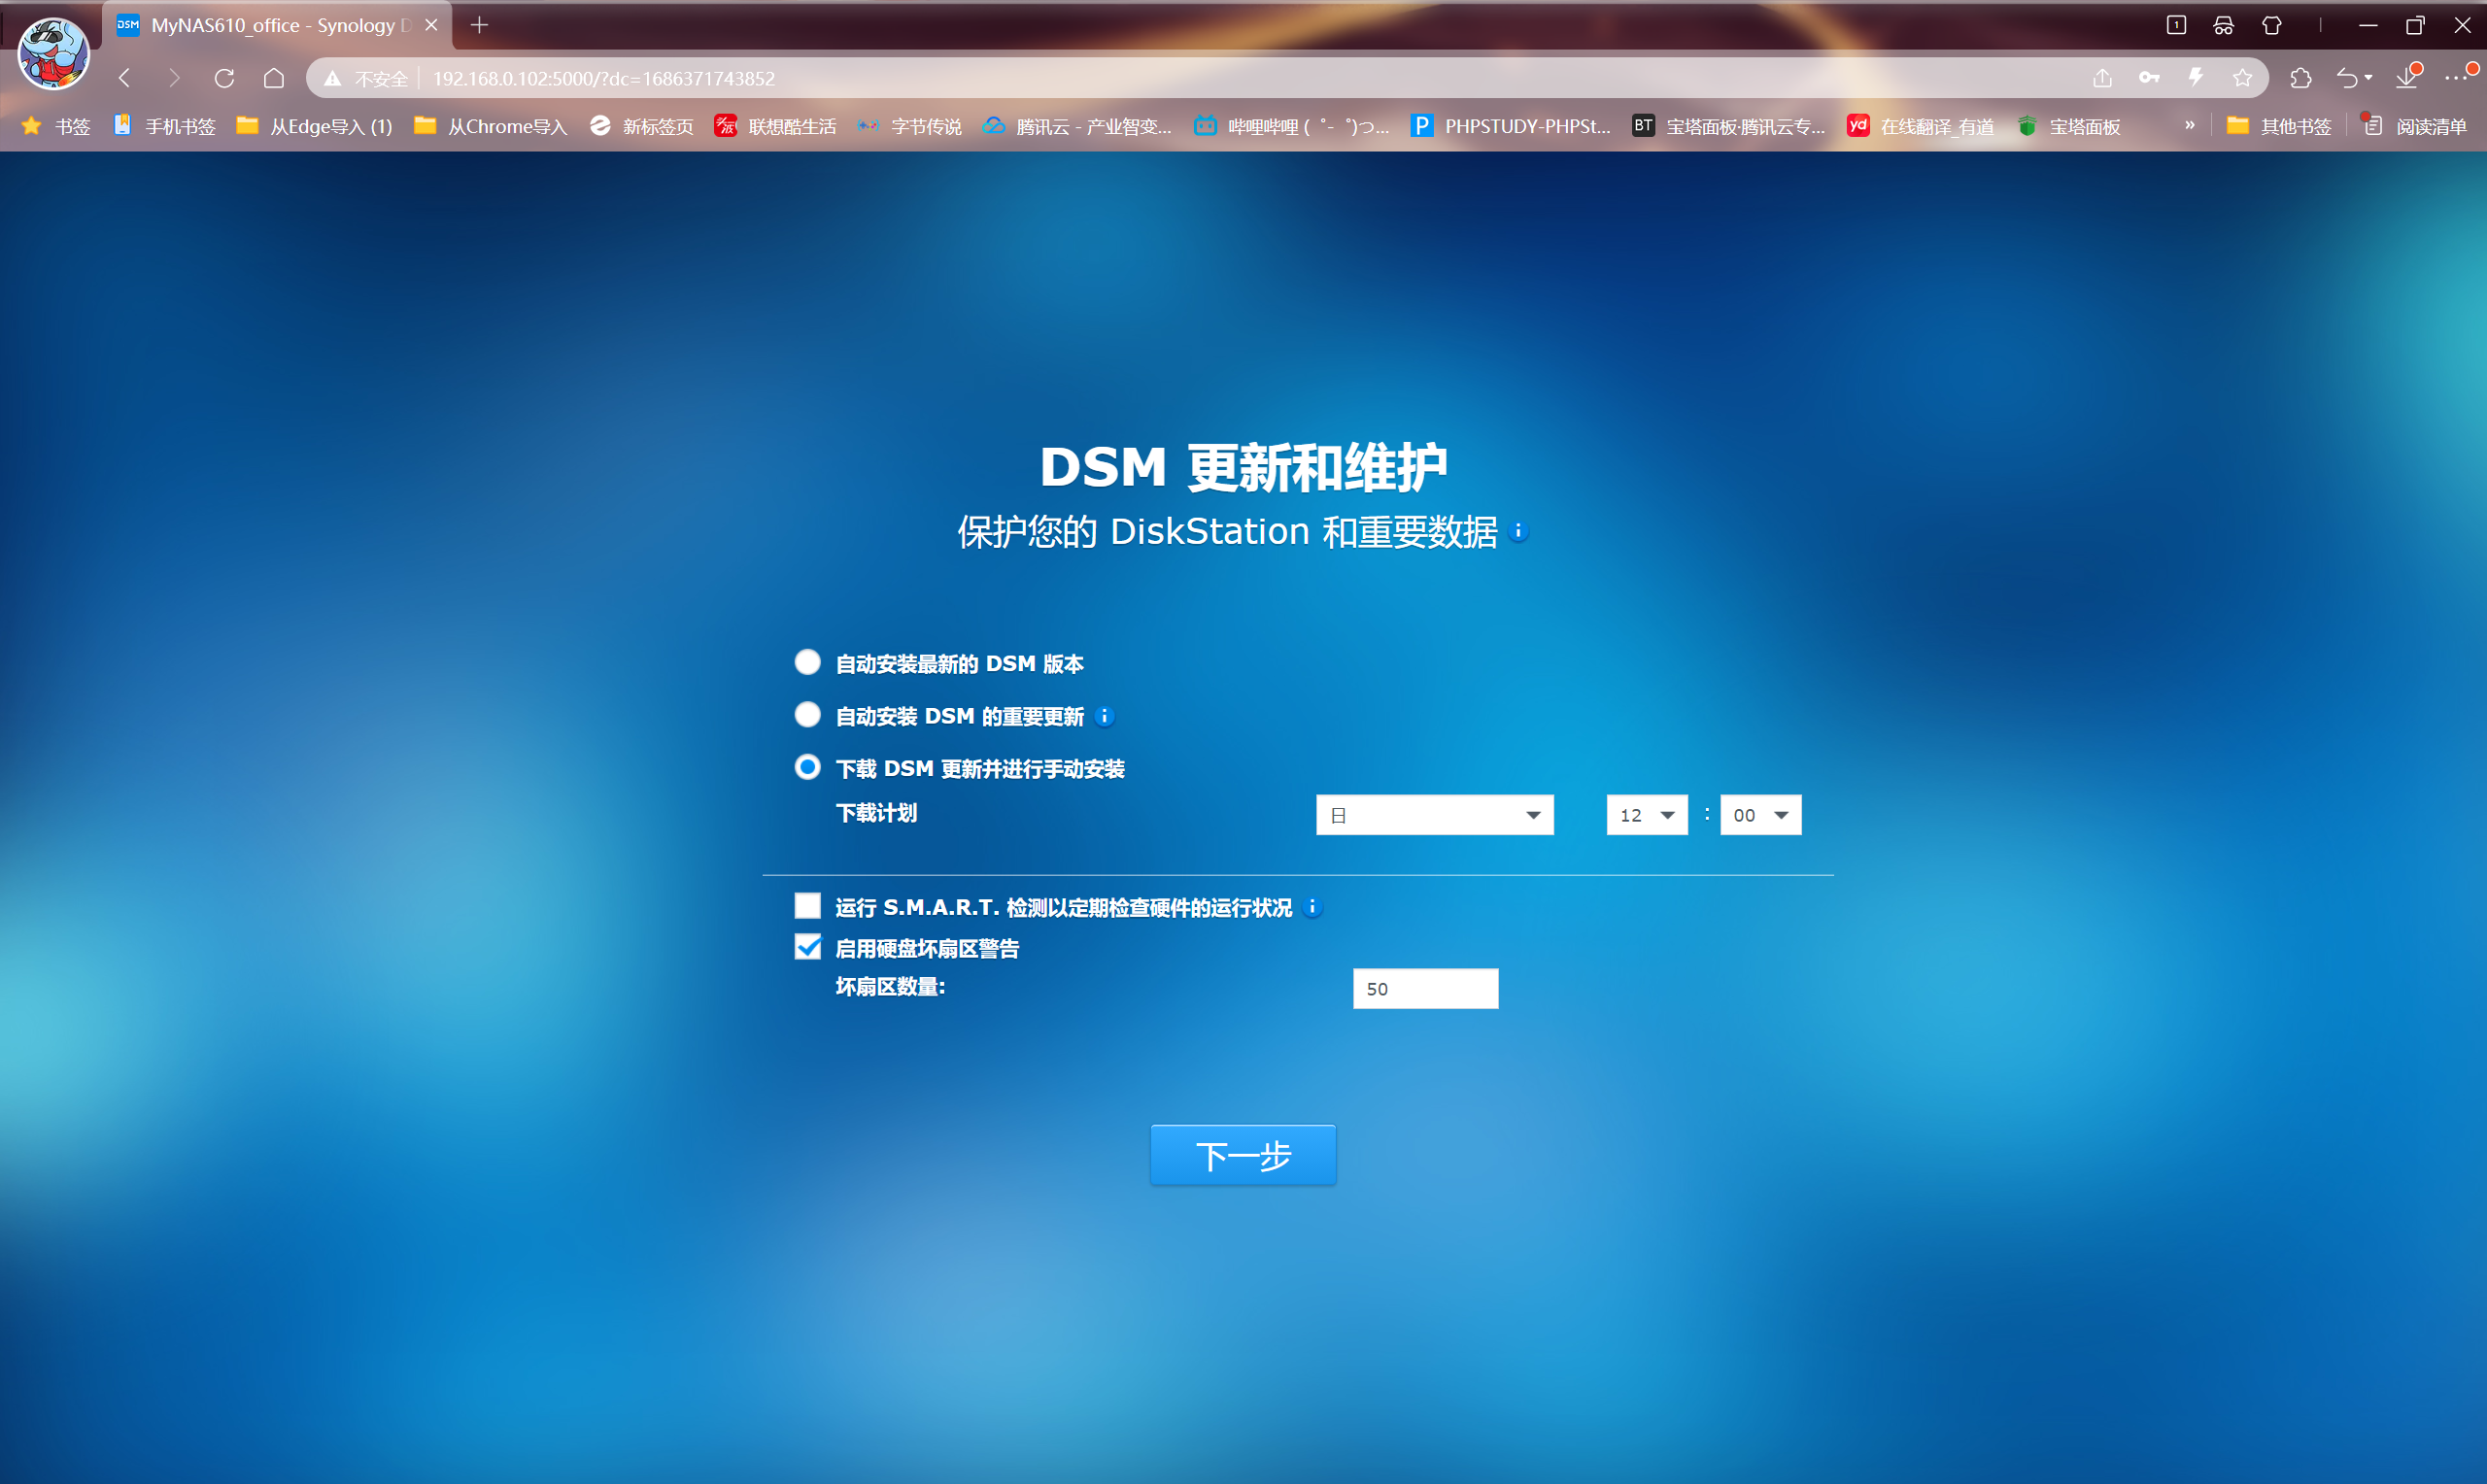 MyNAS610_office - Synology D
不安全 192.168.0.102:5000/?dc=1686371743852
书签 手机书签 从Edge导入 (1) 从Chrome导入 新标签页 联想酷生活 字节传说 腾讯云 - 产业智变... 哔哩哔哩 (゜-゜)つ... PHPSTUDY-PHPSt... 宝塔面板·腾讯云专... 在线翻译_有道 宝塔面板 » 其他书签 阅读清单
DSM 更新和维护
保护您的 DiskStation 和重要数据
自动安装最新的 DSM 版本
自动安装 DSM 的重要更新
下载 DSM 更新并进行手动安装
下载计划 日 12 : 00
运行 S.M.A.R.T. 检测以定期检查硬件的运行状况
启用硬盘坏扇区警告
坏扇区数量: 50
下一步